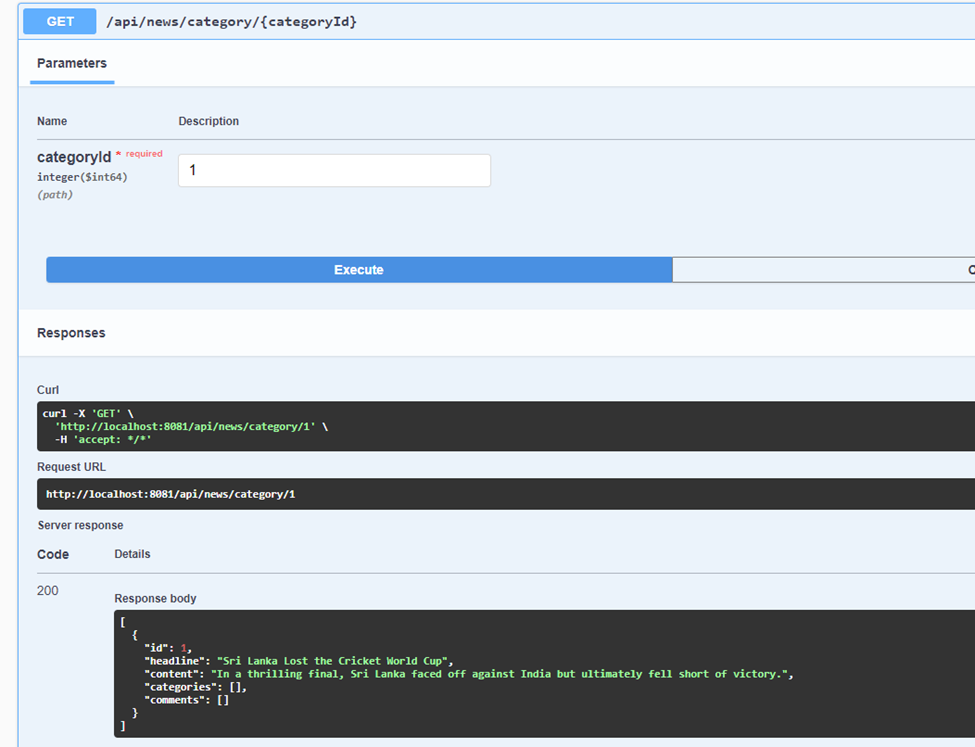 GET /api/news/category/{categoryId}
Parameters
Name Description
categoryId * required
integer($int64)
(path)
1
Execute
Responses
Curl
curl -X 'GET' \
'http://localhost:8081/api/news/category/1' \
-H 'accept: */*'
Request URL
http://localhost:8081/api/news/category/1
Server response
Code Details
200
Response body
[
{
"id": 1,
"headline": "Sri Lanka Lost the Cricket World Cup",
"content": "In a thrilling final, Sri Lanka faced off against India but ultimately fell short of victory.",
"categories": [],
"comments": []
}
]